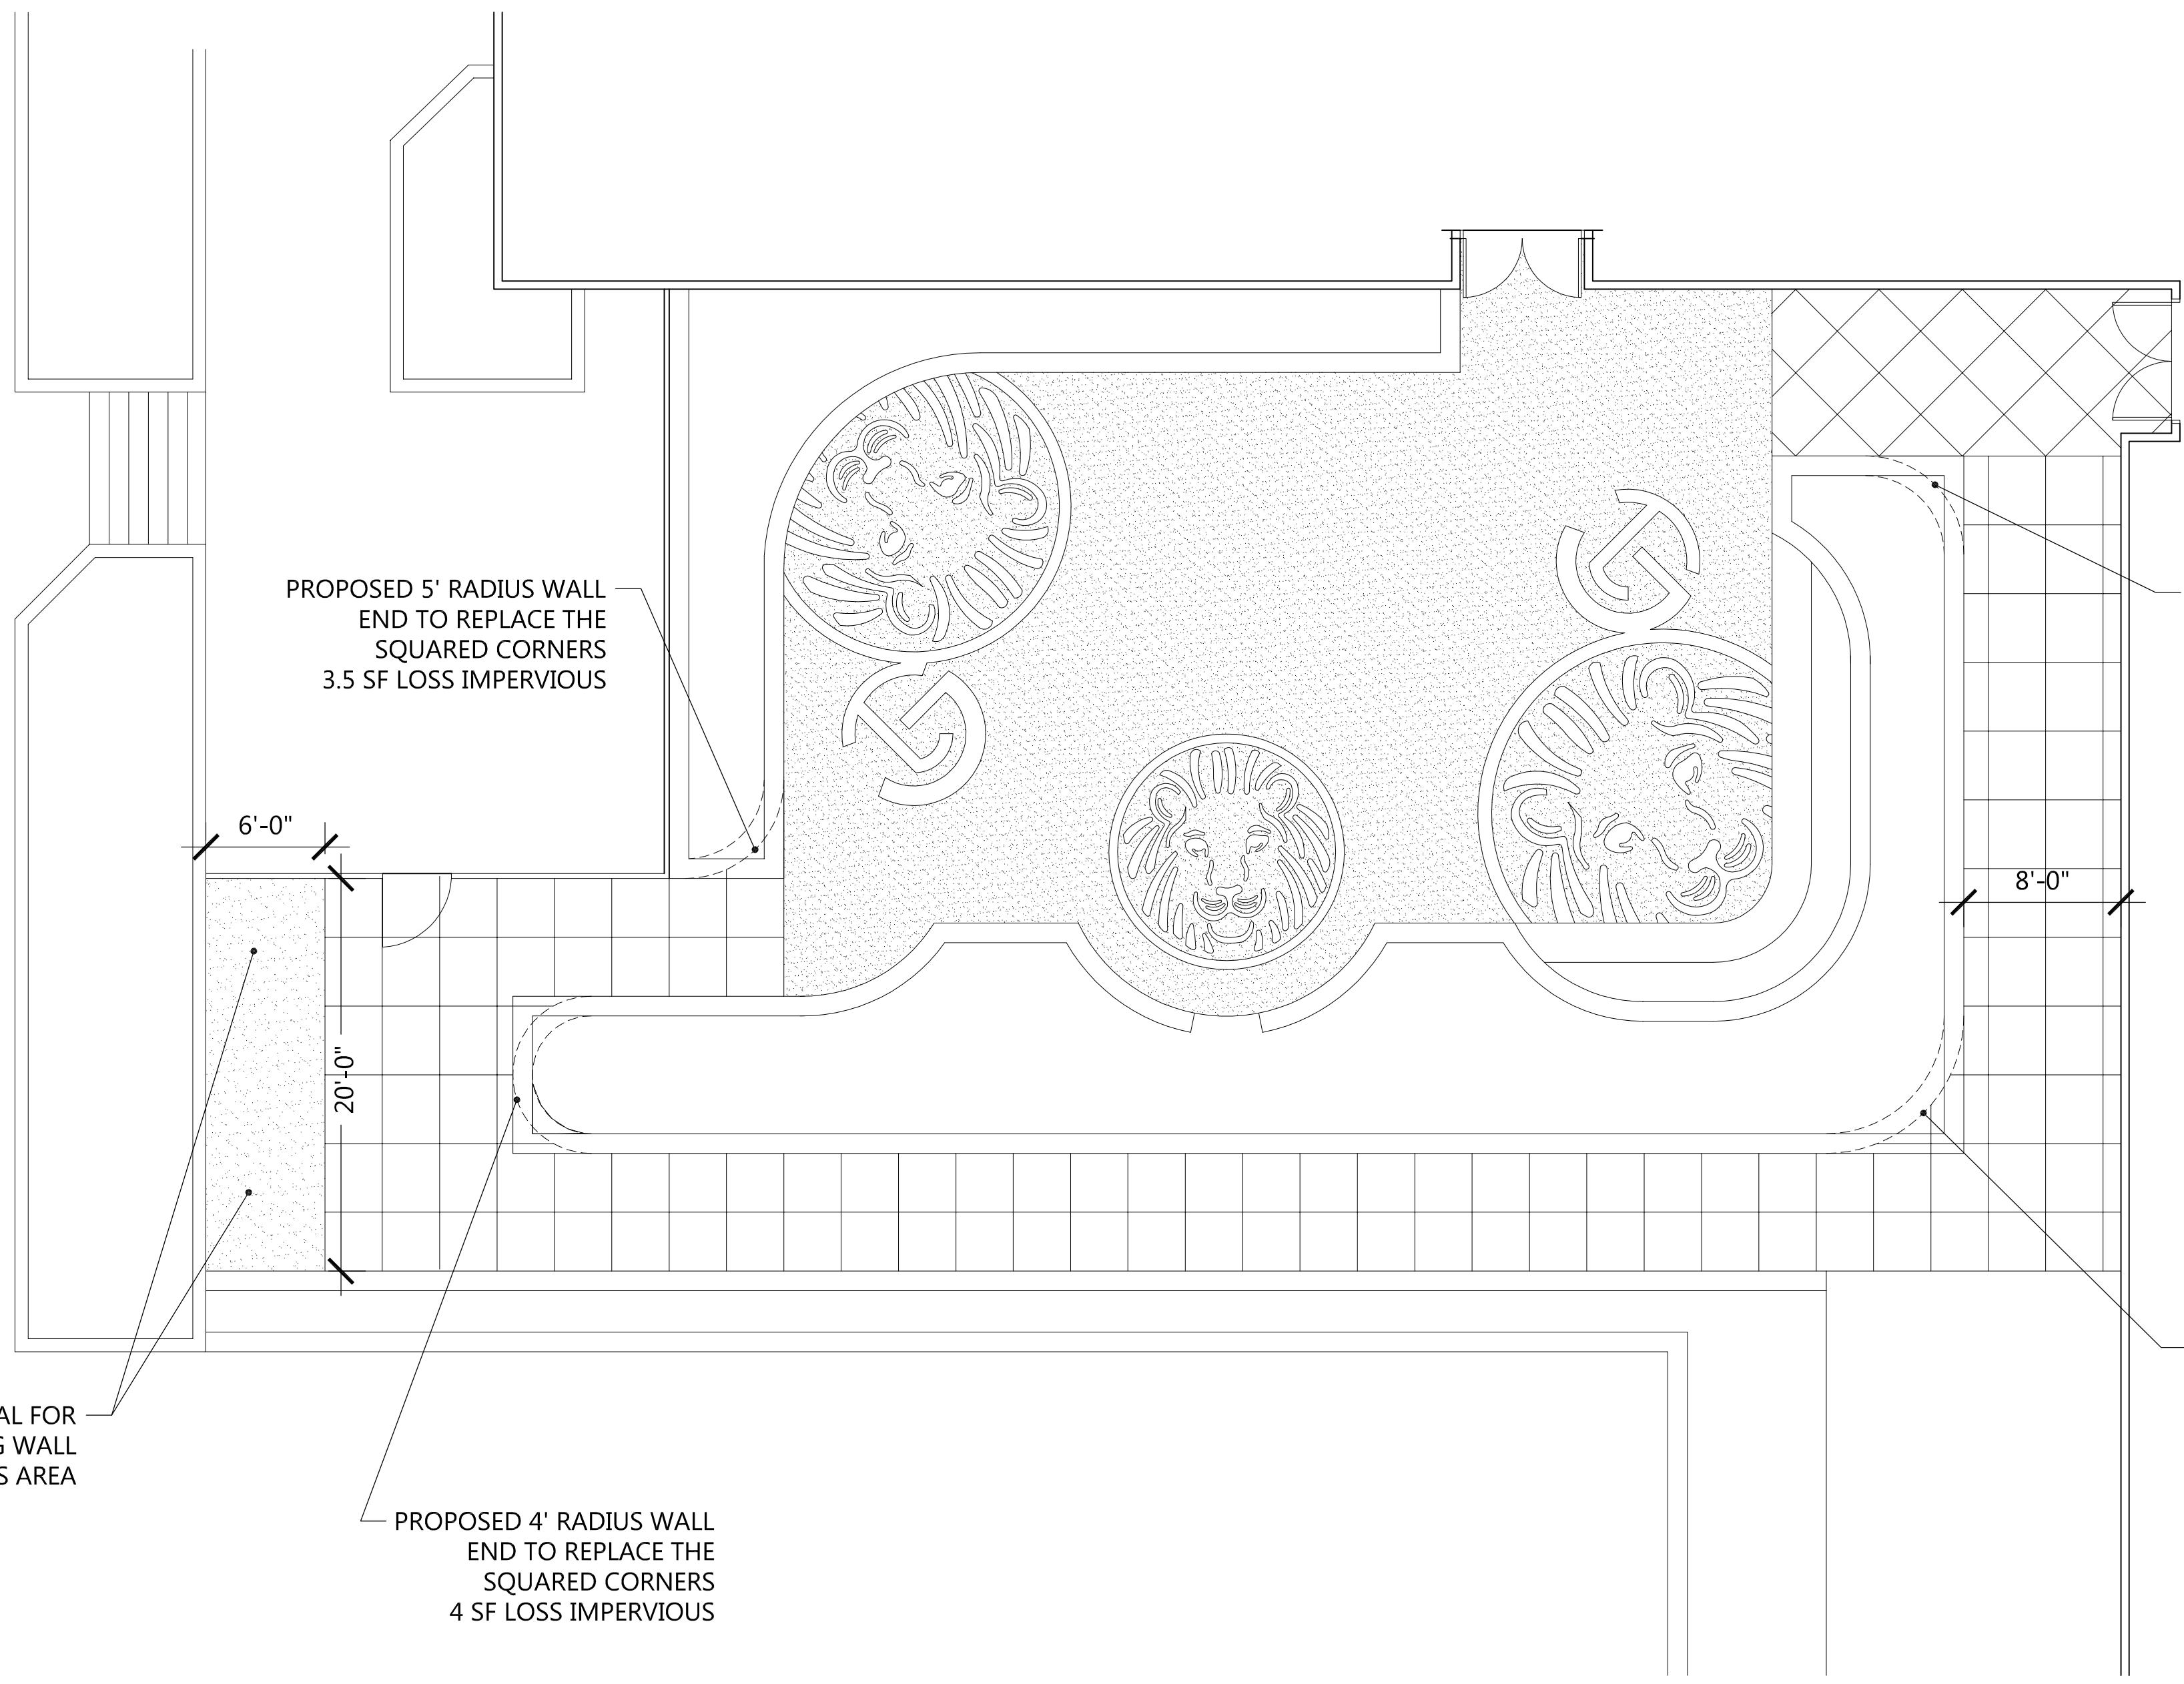 PROPOSED 5' RADIUS WALL
END TO REPLACE THE
SQUARED CORNERS
3.5 SF LOSS IMPERVIOUS
6'-0"
8'-0"
20'-0"
FOR
WALL
AREA
PROPOSED 4' RADIUS WALL
END TO REPLACE THE
SQUARED CORNERS
4 SF LOSS IMPERVIOUS